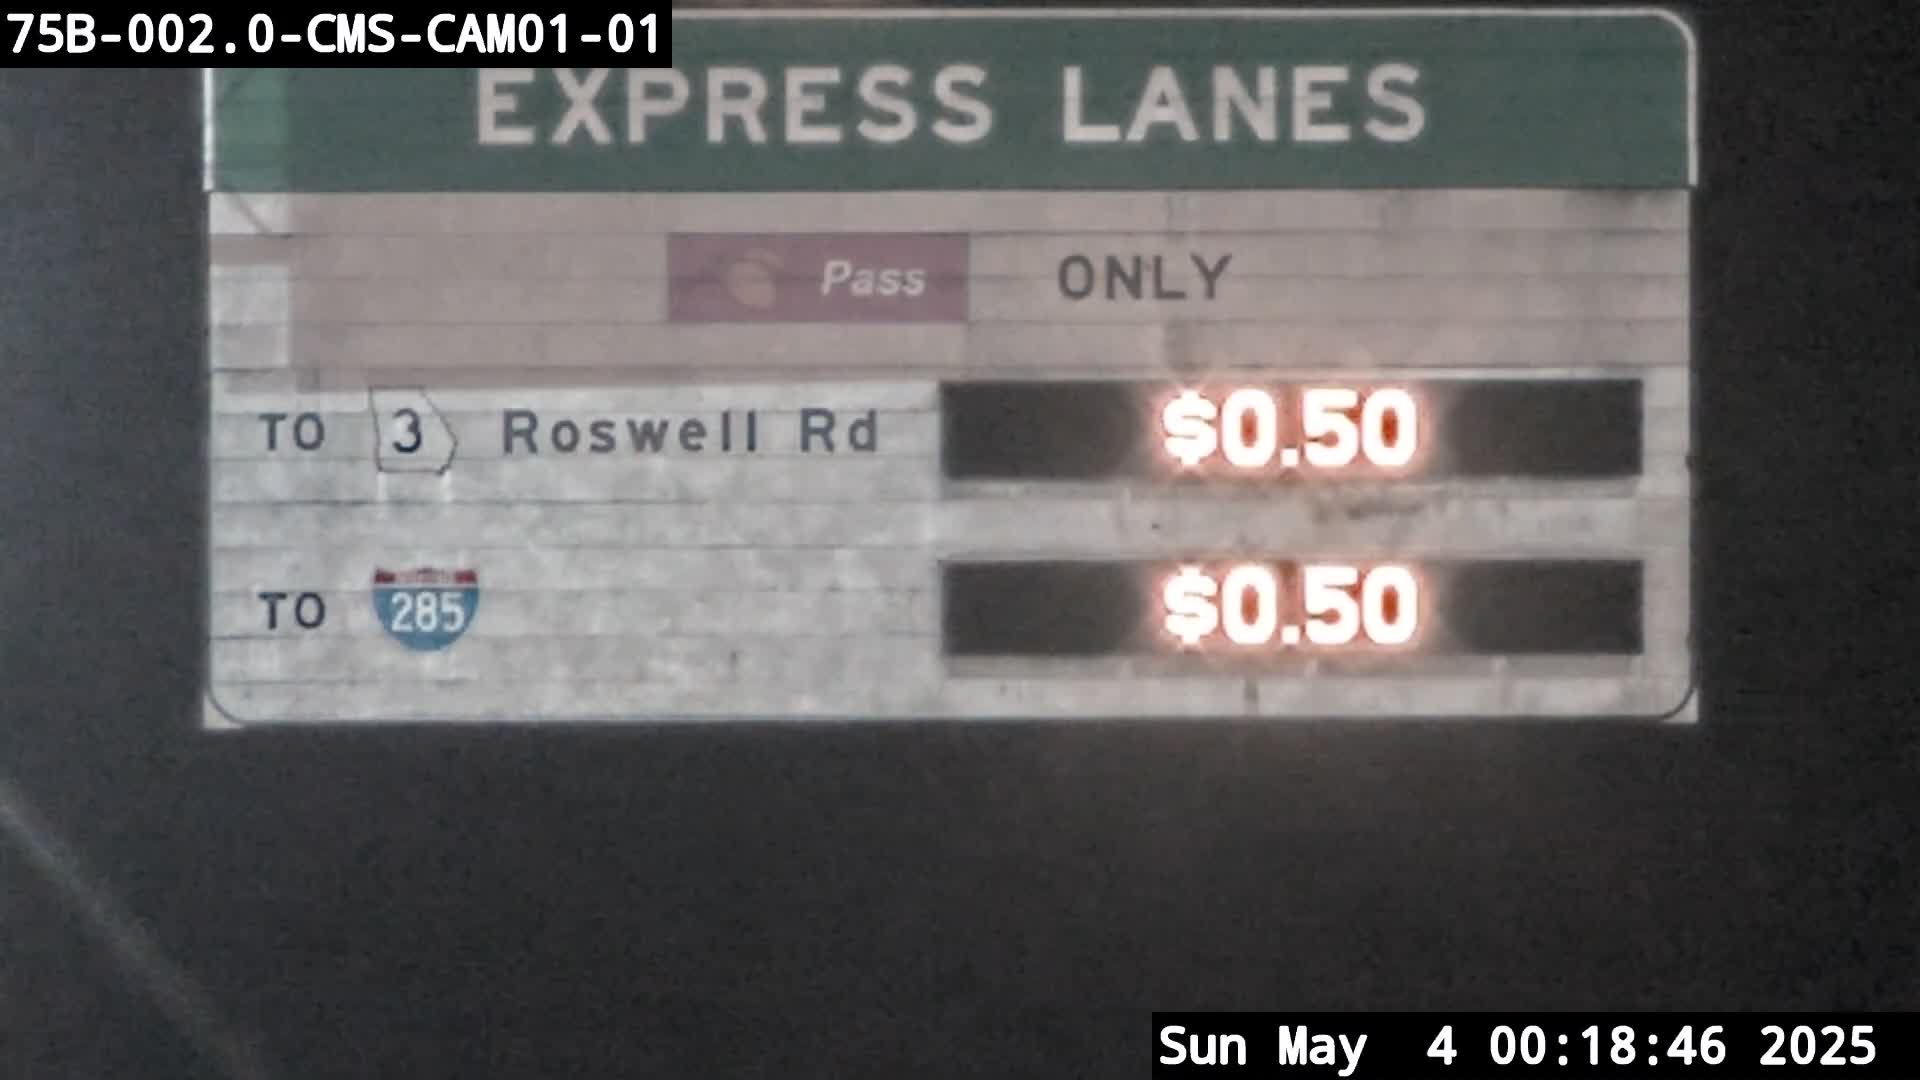 75B-002.0-CMS-CAM01-01
EXPRESS LANES
Pass ONLY
TO 3 Roswell Rd $0.50
TO 285 $0.50
Sun May 4 00:18:46 2025